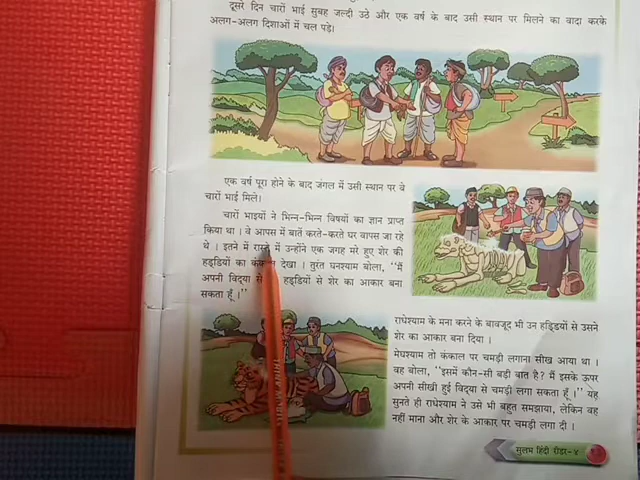 दूसरे दिन चारों भाई सुबह जल्दी उठे और एक वर्ष के बाद उसी स्थान पर मिलने का वादा करके
अलग-अलग दिशाओं में चल पड़े।
एक वर्ष पूरा होने के बाद जंगल में उसी स्थान पर वे
चारों भाई मिले।
चारों भाइयों ने भिन्न-भिन्न विषयों का ज्ञान प्राप्त
किया था । वे आपस में बातें करते-करते घर वापस जा रहे
थे । इतने में रास्ते में उन्होंने एक जगह मरे हुए शेर की
हड्डियों का देखा । तुरंत घनश्याम बोला, ‘‘मैं
अपनी विद्या से हड्डियों से शेर का आकार बना
सकता हूँ ।’’
राधेश्याम के मना करने के बावजूद भी उन हड्डियों से उसने
शेर का आकार बना दिया ।
मेघश्याम तो कंकाल पर चमड़ी लगाना सीख आया था ।
वह बोला, ‘‘इसमें कौन-सी बड़ी बात है? मैं इसके ऊपर
अपनी सीखी हुई विद्या से चमड़ी लगा सकता हूँ ।’’ यह
सुनते ही राधेश्याम ने उसे भी बहुत समझाया, लेकिन वह
नहीं माना और शेर के आकार पर चमड़ी लगा दी ।
सुलभ हिंदी रीडर-४